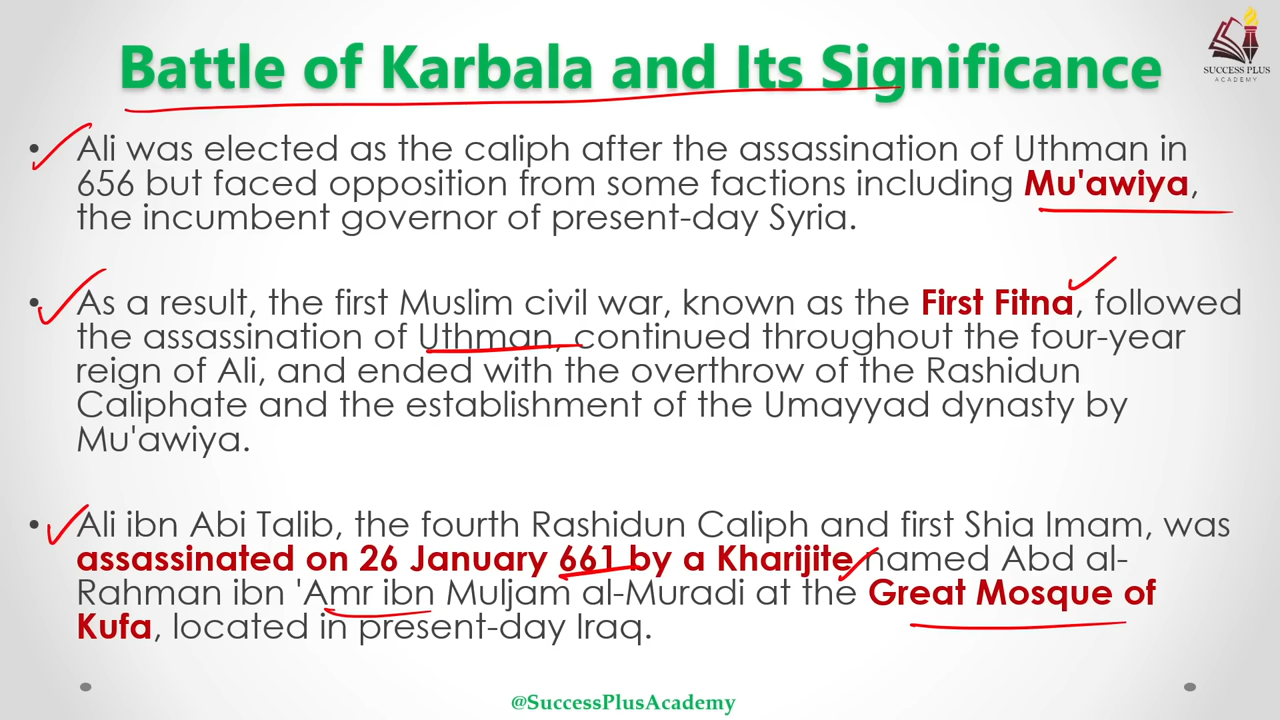 Battle of Karbala and Its Significance
SUCCESS PLUS
ACADEMY
• Ali was elected as the caliph after the assassination of Uthman in
656 but faced opposition from some factions including Mu'awiya,
the incumbent governor of present-day Syria.
• As a result, the first Muslim civil war, known as the First Fitna, followed
the assassination of Uthman, continued throughout the four-year
reign of Ali, and ended with the overthrow of the Rashidun
Caliphate and the establishment of the Umayyad dynasty by
Mu'awiya.
• Ali ibn Abi Talib, the fourth Rashidun Caliph and first Shia Imam, was
assassinated on 26 January 661 by a Kharijite named Abd al-
Rahman ibn 'Amr ibn Muljam al-Muradi at the Great Mosque of
Kufa, located in present-day Iraq.
@SuccessPlusAcademy